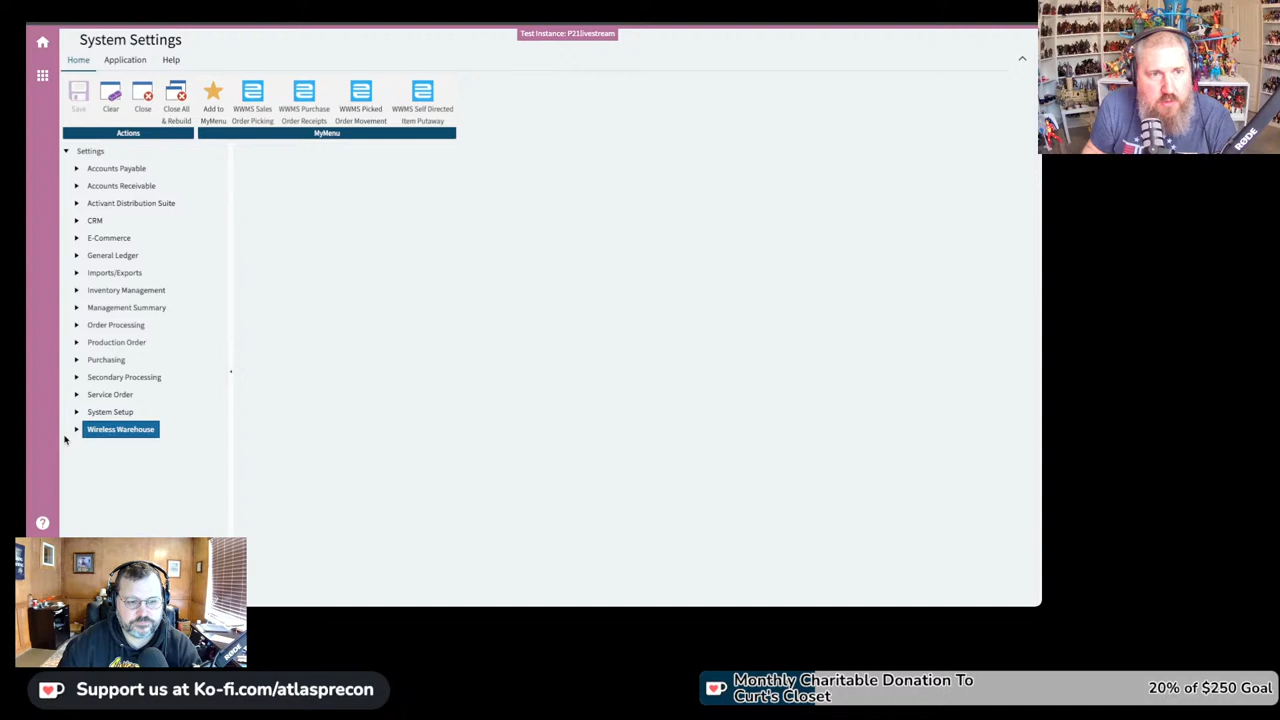 Test Instance: P21livestream
System Settings
Home
Application
Help
Save
Clear
Close
Close All
& Rebuild
Add to
MyMenu
WWMS Sales
Order Picking
WWMS Purchase
Order Receipts
WWMS Picked
Order Movement
WWMS Self Directed
Item Putaway
Actions
MyMenu
Settings
Accounts Payable
Accounts Receivable
Activant Distribution Suite
CRM
E-Commerce
General Ledger
Imports/Exports
Inventory Management
Management Summary
Order Processing
Production Order
Purchasing
Secondary Processing
Service Order
System Setup
Wireless Warehouse
RØDE
RØDE
Support us at Ko-fi.com/atlasprecon
Monthly Charitable Donation To
Curt's Closet
20% of $250 Goal